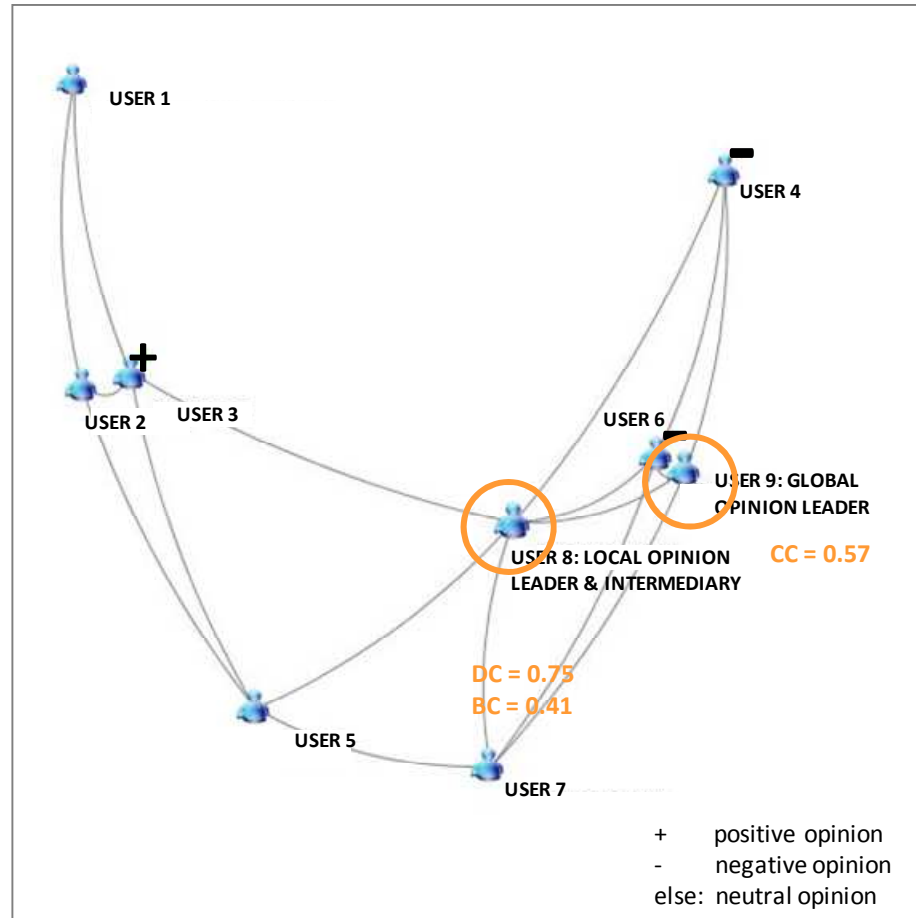 USER 1
-
USER 4
+
USER 2
USER 3
USER 6
-
USER 9: GLOBAL
OPINION LEADER
USER 8: LOCAL OPINION
LEADER & INTERMEDIARY
CC = 0.57
DC = 0.75
BC = 0.41
USER 5
USER 7
+ positive opinion
- negative opinion
else: neutral opinion